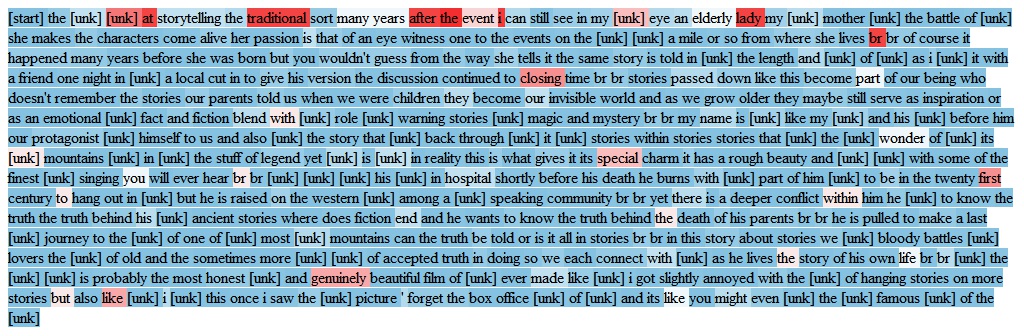 [start] the [unk] [unk] at storytelling the traditional sort many years after the event i can still see in my [unk] eye an elderly lady my [unk] mother [unk] the battle of [unk]
she makes the characters come alive her passion is that of an eye witness one to the events on the [unk] [unk] a mile or so from where she lives br br of course it
happened many years before she was born but you wouldn't guess from the way she tells it the same story is told in [unk] the length and [unk] of [unk] as i [unk] it with
a friend one night in [unk] a local cut in to give his version the discussion continued to closing time br br stories passed down like this become part of our being who
doesn't remember the stories our parents told us when we were children they become our invisible world and as we grow older they maybe still serve as inspiration or
as an emotional [unk] fact and fiction blend with [unk] role [unk] warning stories [unk] magic and mystery br br my name is [unk] like my [unk] and his [unk] before him
our protagonist [unk] himself to us and also [unk] the story that [unk] back through [unk] it [unk] stories within stories stories that [unk] the [unk] wonder of [unk] its
[unk] mountains [unk] in [unk] the stuff of legend yet [unk] is [unk] in reality this is what gives it its special charm it has a rough beauty and [unk] [unk] with some of the
finest [unk] singing you will ever hear br br [unk] [unk] [unk] his [unk] in hospital shortly before his death he burns with [unk] part of him [unk] to be in the twenty first
century to hang out in [unk] but he is raised on the western [unk] among a [unk] speaking community br br yet there is a deeper conflict within him he [unk] to know the
truth the truth behind his [unk] ancient stories where does fiction end and he wants to know the truth behind the death of his parents br br he is pulled to make a last
[unk] journey to the [unk] of one of [unk] most [unk] mountains can the truth be told or is it all in stories br br in this story about stories we [unk] bloody battles [unk]
lovers the [unk] of old and the sometimes more [unk] [unk] of accepted truth in doing so we each connect with [unk] as he lives the story of his own life br br [unk] the
[unk] [unk] is probably the most honest [unk] and genuinely beautiful film of [unk] ever made like [unk] i got slightly annoyed with the [unk] of hanging stories on more
stories but also like [unk] i [unk] this once i saw the [unk] picture ' forget the box office [unk] of [unk] and its like you might even [unk] the [unk] famous [unk] of the
[unk]